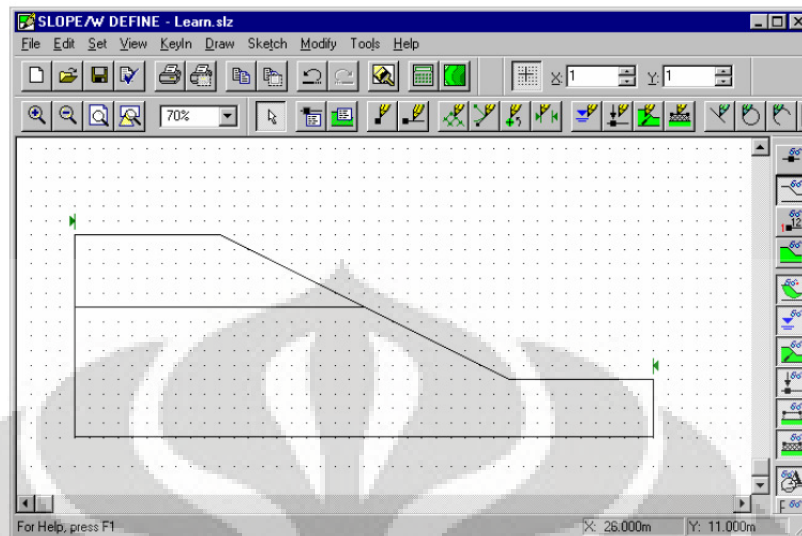 SLOPE/W DEFINE - Learn.slz
File Edit Set View KeyIn Draw Sketch Modify Tools Help
X: 1 Y: 1
70%
12
For Help, press F1 X: 26.000m Y: 11.000m